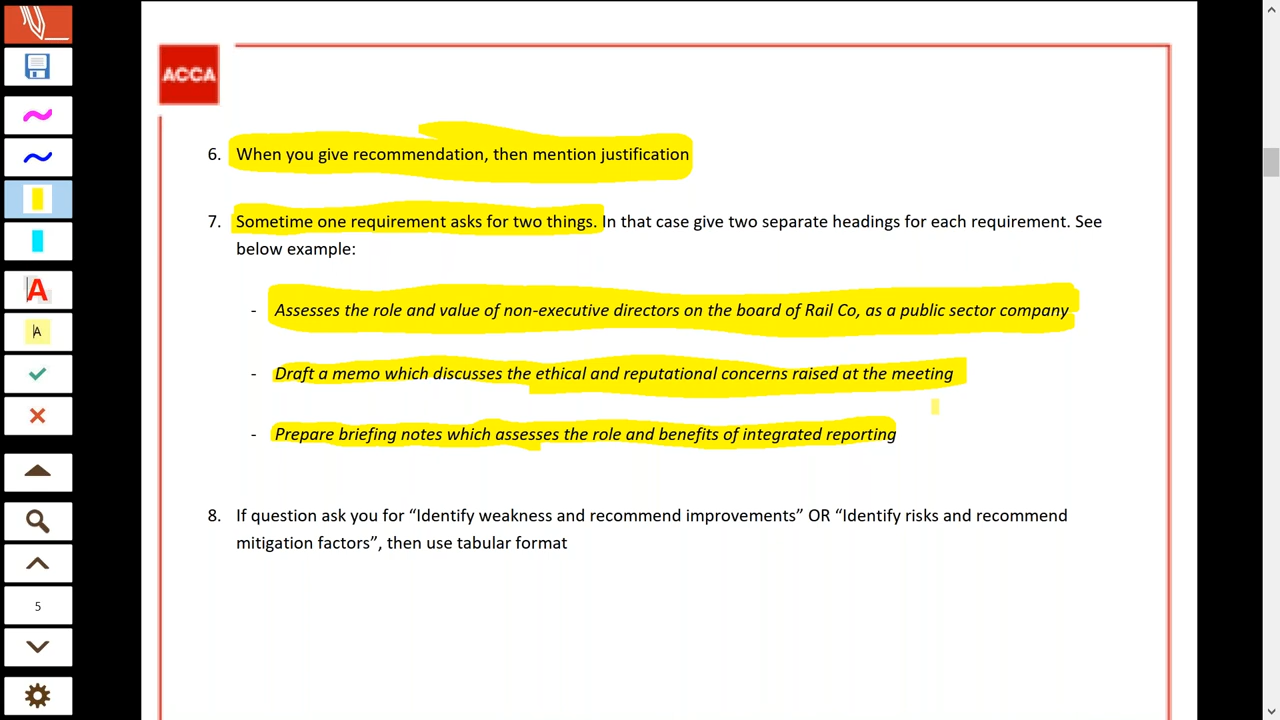 ACCA
6. When you give recommendation, then mention justification
7. Sometime one requirement asks for two things. In that case give two separate headings for each requirement. See
below example:
- Assesses the role and value of non-executive directors on the board of Rail Co, as a public sector company
- Draft a memo which discusses the ethical and reputational concerns raised at the meeting
- Prepare briefing notes which assesses the role and benefits of integrated reporting
8. If question ask you for “Identify weakness and recommend improvements” OR “Identify risks and recommend
mitigation factors”, then use tabular format
A
A
5